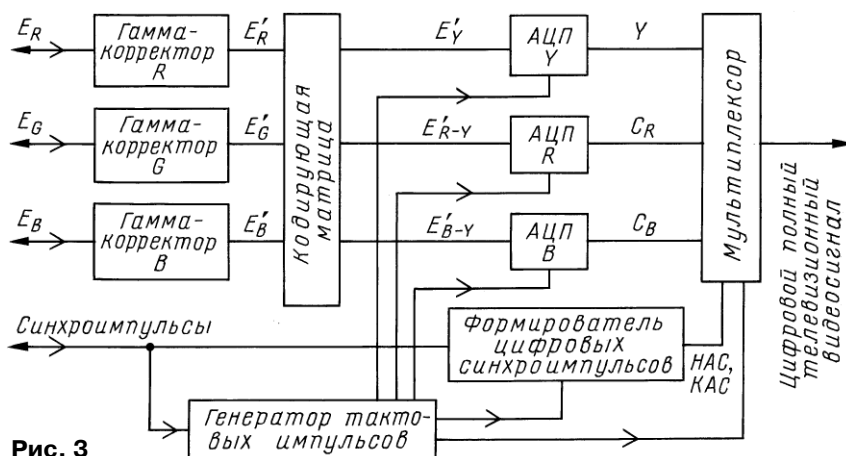 E_R
Гамма-
корректор
R
E'_R
E'_Y
АЦП
Y
Y
E_G
Гамма-
корректор
G
E'_G
E'_R-Y
АЦП
R
C_R
E_B
Гамма-
корректор
B
E'_B
E'_B-Y
АЦП
B
C_B
Кодирующая
матрица
Мультиплексор
Цифровой полный
телевизионный
видеосигнал
Синхроимпульсы
Формирователь
цифровых
синхроимпульсов
НАС,
КАС
Генератор такто-
вых импульсов
Рис. 3